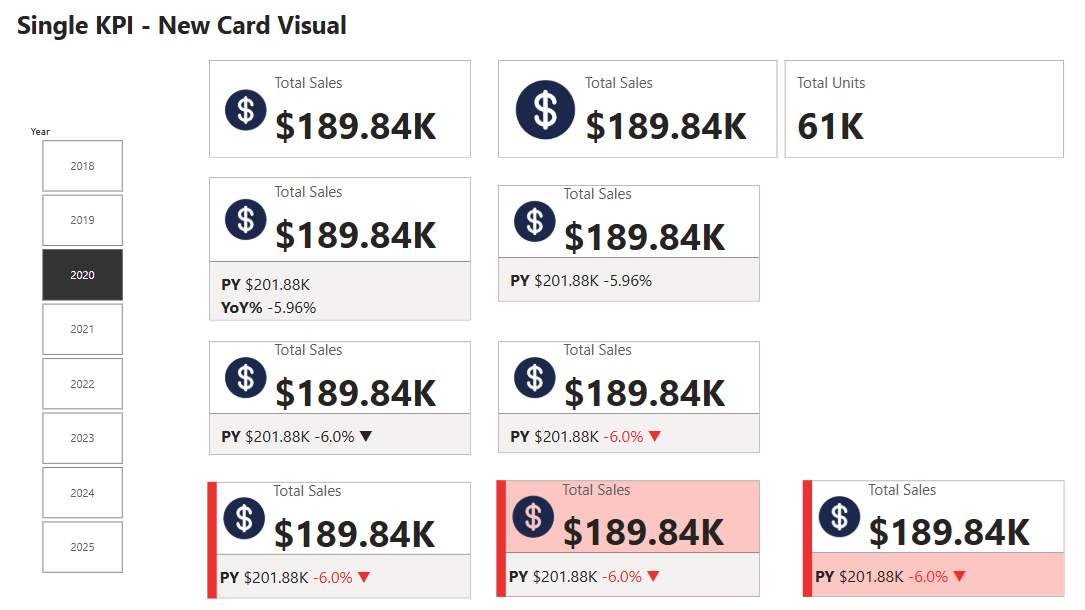 Single KPI - New Card Visual
Year
2018
2019
2020
2021
2022
2023
2024
2025
$
Total Sales
$189.84K
$
Total Sales
$189.84K
Total Units
61K
$
Total Sales
$189.84K
PY $201.88K
YoY% -5.96%
$
Total Sales
$189.84K
PY $201.88K -5.96%
$
Total Sales
$189.84K
PY $201.88K -6.0% ▼
$
Total Sales
$189.84K
PY $201.88K -6.0% ▼
$
Total Sales
$189.84K
PY $201.88K -6.0% ▼
$
Total Sales
$189.84K
PY $201.88K -6.0% ▼
$
Total Sales
$189.84K
PY $201.88K -6.0% ▼